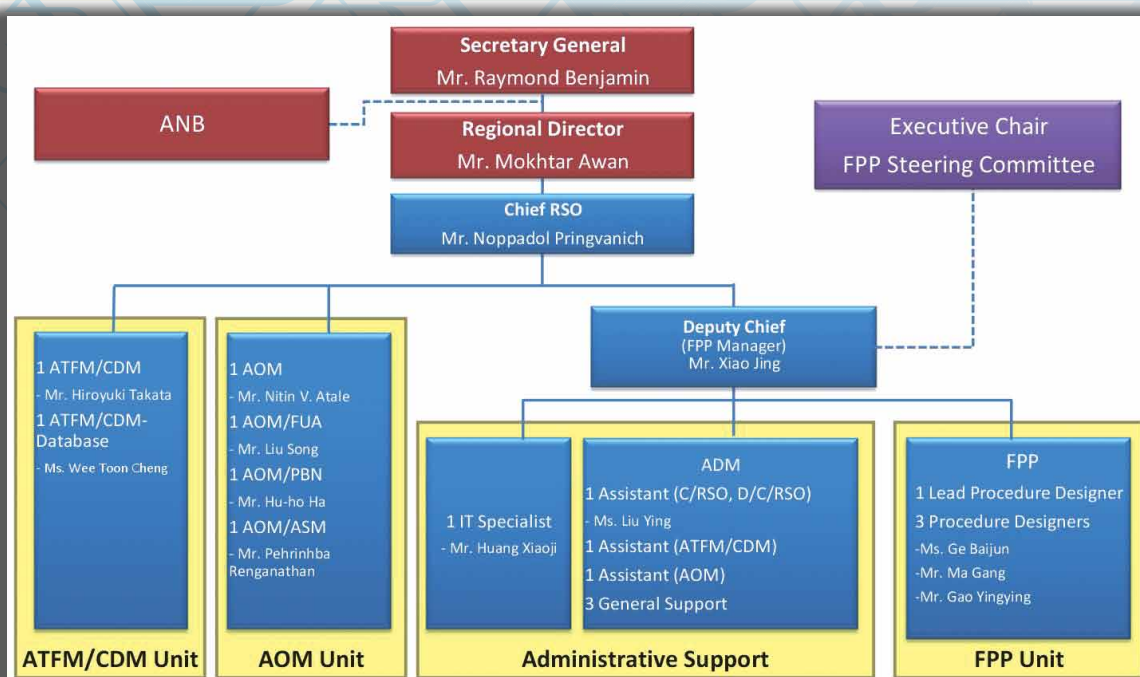 Secretary General
Mr. Raymond Benjamin
ANB
Regional Director
Mr. Mokhtar Awan
Executive Chair
FPP Steering Committee
Chief RSO
Mr. Noppadol Pringvanich
Deputy Chief
(FPP Manager)
Mr. Xiao Jing
1 ATFM/CDM
- Mr. Hiroyuki Takata
1 ATFM/CDM-
Database
- Ms. Wee Toon Cheng
ATFM/CDM Unit
1 AOM
- Mr. Nitin V. Atale
1 AOM/FUA
- Mr. Liu Song
1 AOM/PBN
- Mr. Hu-ho Ha
1 AOM/ASM
- Mr. Pehrinhba
Renganathan
AOM Unit
1 IT Specialist
- Mr. Huang Xiaoji
ADM
1 Assistant (C/RSO, D/C/RSO)
- Ms. Liu Ying
1 Assistant (ATFM/CDM)
1 Assistant (AOM)
3 General Support
Administrative Support
FPP
1 Lead Procedure Designer
3 Procedure Designers
-Ms. Ge Baijun
-Mr. Ma Gang
-Mr. Gao Yingying
FPP Unit